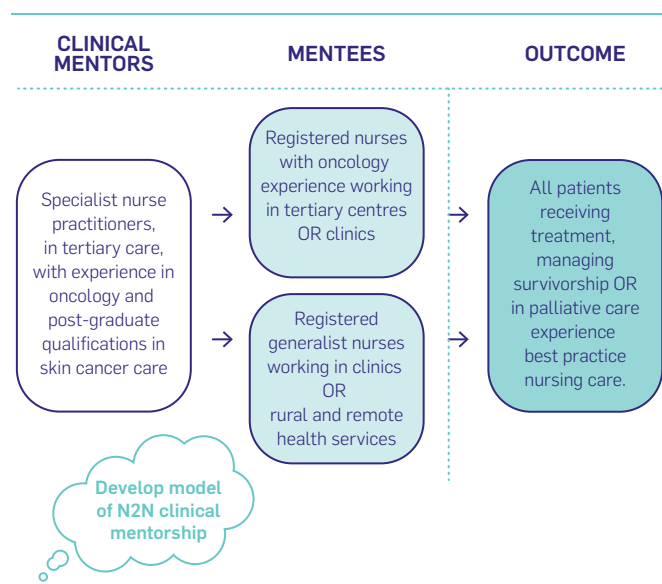 CLINICAL
MENTORS
MENTEES
OUTCOME
Specialist nurse
practitioners,
in tertiary care,
with experience in
oncology and
post-graduate
qualifications in
skin cancer care
Registered nurses
with oncology
experience working
in tertiary centres
OR clinics
Registered
generalist nurses
working in clinics
OR
rural and remote
health services
All patients
receiving
treatment,
managing
survivorship OR
in palliative care
experience
best practice
nursing care.
Develop model
of N2N clinical
mentorship